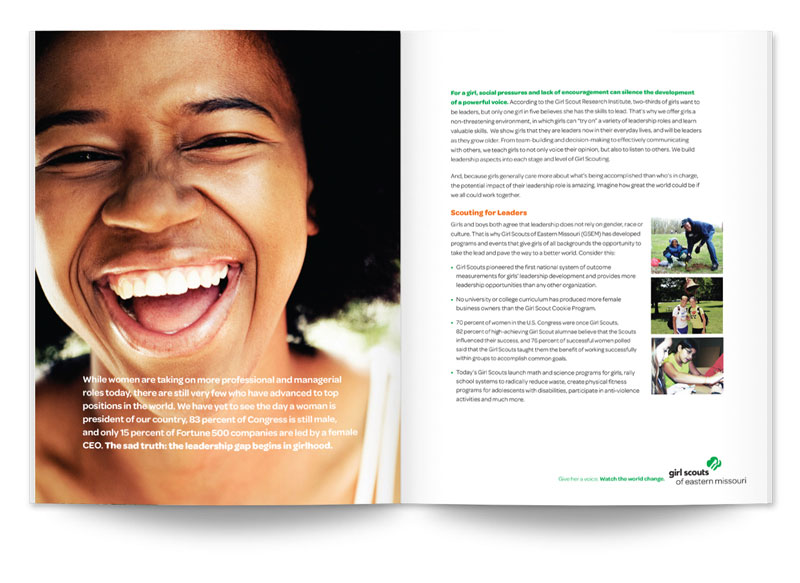 While women are taking on more professional and managerial
roles today, there are still very few who have advanced to top
positions in the world. We have yet to see the day a woman is
president of our country, 83 percent of Congress is still male,
and only 15 percent of Fortune 500 companies are led by a female
CEO. The sad truth: the leadership gap begins in girlhood.
For a girl, social pressures and lack of encouragement can silence the development
of a powerful voice. According to the Girl Scout Research Institute, two-thirds of girls want to
be leaders, but only one girl in five believes she has the skills to lead. That's why we offer girls a
non-threatening environment, in which girls can "try on" a variety of leadership roles and learn
valuable skills. We show girls that they are leaders now in their everyday lives, and will be leaders
as they grow older. From team-building and decision-making to effectively communicating
with others, we teach girls to not only voice their opinion, but also to listen to others. We build
leadership aspects into each stage and level of Girl Scouting.
And, because girls generally care more about what's being accomplished than who's in charge,
the potential impact of their leadership role is amazing. Imagine how great the world could be if
we all could work together.
Scouting for Leaders
Girls and boys both agree that leadership does not rely on gender, race or
culture. That is why Girl Scouts of Eastern Missouri (GSEM) has developed
programs and events that give girls of all backgrounds the opportunity to
take the lead and pave the way to a better world. Consider this:
• Girl Scouts pioneered the first national system of outcome
measurements for girls' leadership development and provides more
leadership opportunities than any other organization.
• No university or college curriculum has produced more female
business owners than the Girl Scout Cookie Program.
• 70 percent of women in the U.S. Congress were once Girl Scouts,
82 percent of high-achieving Girl Scout alumnae believe that the Scouts
influenced their success, and 76 percent of successful women polled
said that the Girl Scouts taught them the benefit of working successfully
within groups to accomplish common goals.
• Today's Girl Scouts launch math and science programs for girls, rally
school systems to radically reduce waste, create physical fitness
programs for adolescents with disabilities, participate in anti-violence
activities and much more.
Give her a voice. Watch the world change.
girl scouts
of eastern missouri